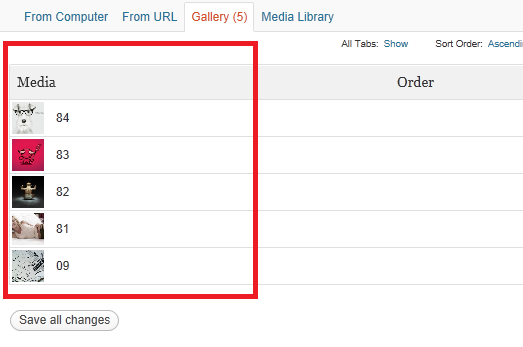 From Computer From URL Gallery (5) Media Library
All Tabs: Show Sort Order: Ascendi
Media Order
84
83
82
81
09
Save all changes